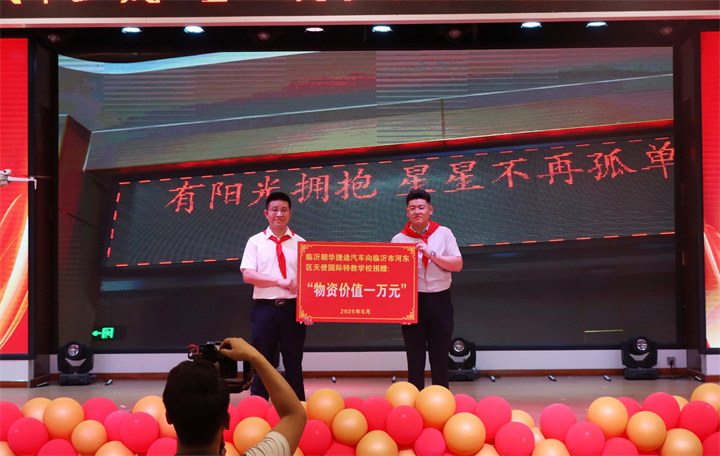 有阳光拥抱 星星不再孤单
临沂朝华捷途汽车向临沂市河东
区天使国际特教学校捐赠:
“物资价值一万元”
2025年6月